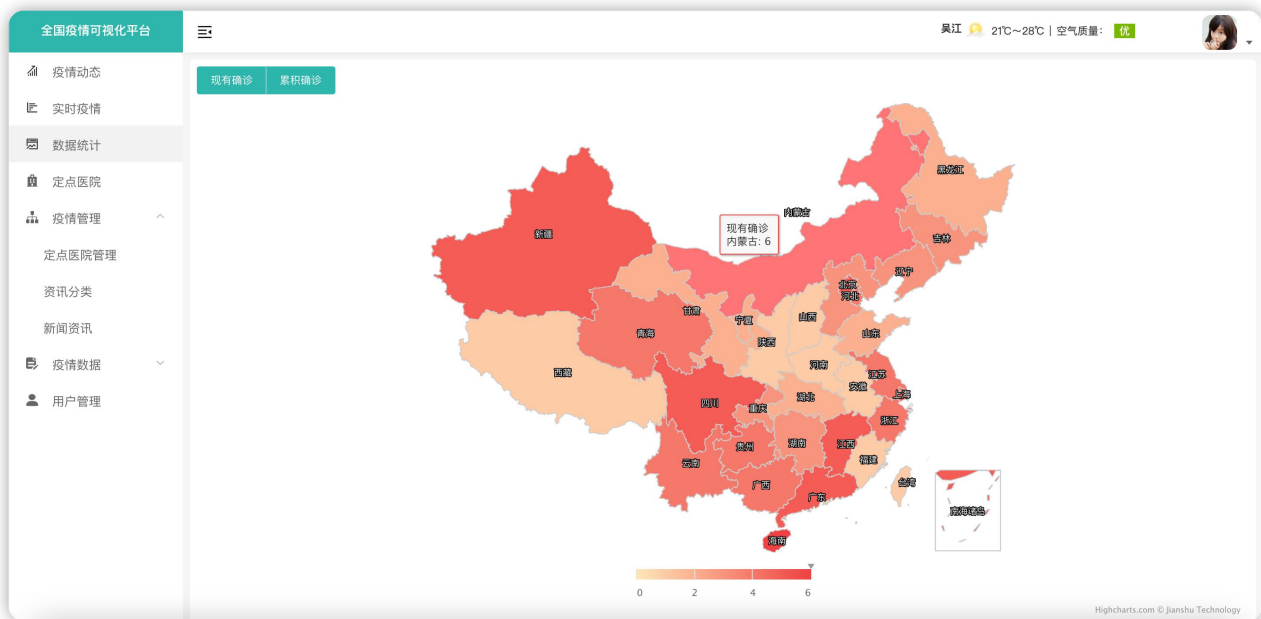 全国疫情可视化平台
吴江 21℃～28℃ | 空气质量： 优
疫情动态
实时疫情
数据统计
定点医院
疫情管理
定点医院管理
资讯分类
新闻资讯
疫情数据
用户管理
现有确诊 累积确诊
黑龙江
内蒙古
现有确诊
内蒙古: 6
新疆
吉林
辽宁
北京
河北
甘肃
宁夏
山西
青海
山东
陕西
河南
西藏
江苏
安徽
上海
湖北
四川
重庆
浙江
湖南
江西
贵州
福建
云南
台湾
广西
广东
南海诸岛
海南
0 2 4 6
Highcharts.com © Jianshu Technology